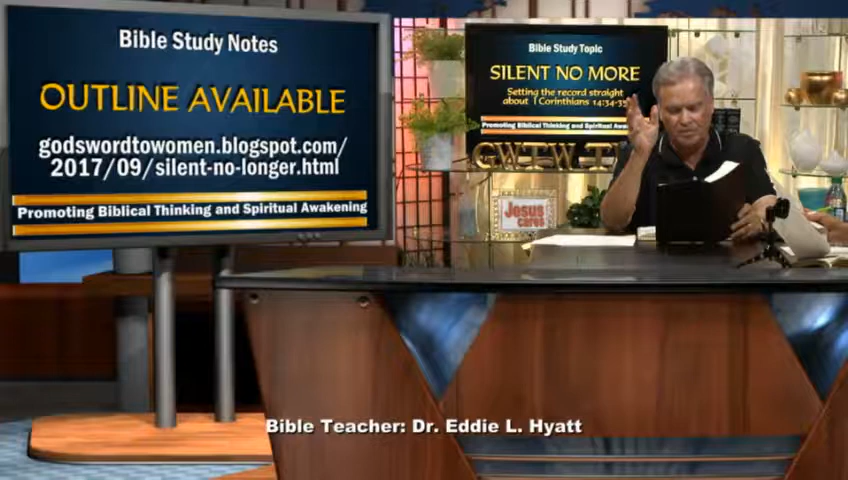 Bible Study Notes
OUTLINE AVAILABLE
godswordtowomen.blogspot.com/
2017/09/silent-no-longer.html
Promoting Biblical Thinking and Spiritual Awakening
Bible Study Topic
SILENT NO MORE
Setting the record straight
about 1 Corinthians 14:34-35
Promoting Biblical Thinking and Spiritual Awa
GWTW-T
Jesus
cares
Bible Teacher: Dr. Eddie L. Hyatt